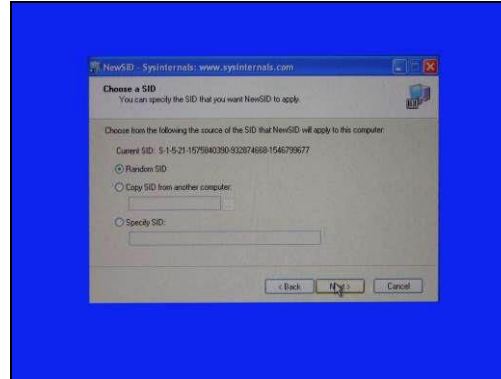 NewSID - Sysinternals: www.sysinternals.com
Choose a SID
You can specify the SID that you want NewSID to apply.
Choose from the following the source of the SID that NewSID will apply to this computer:
Current SID: S-1-5-21-1575840390-932874668-1546799677
Random SID
Copy SID from another computer:
Specify SID:
< Back
Next >
Cancel